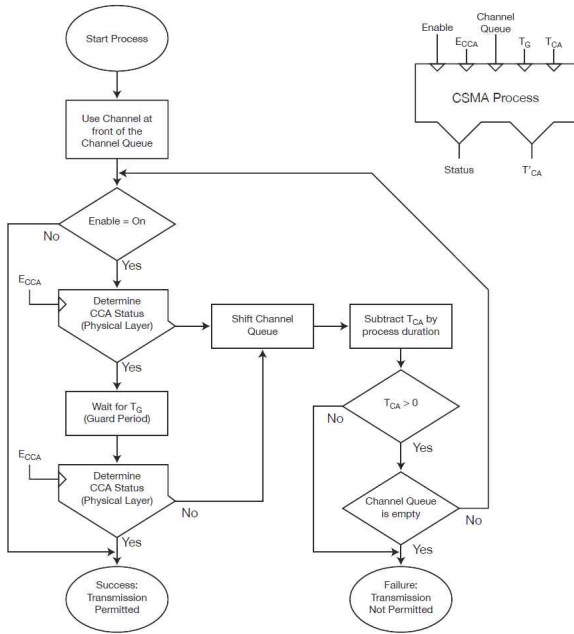 Start Process
Use Channel at
front of the
Channel Queue
Enable = On
No
Yes
ECCA
Determine
CCA Status
(Physical Layer)
Yes
Wait for TG
(Guard Period)
ECCA
Determine
CCA Status
(Physical Layer)
No
Yes
Success:
Transmission
Permitted
Shift Channel
Queue
Subtract TCA by
process duration
TCA > 0
No
Yes
Channel Queue
is empty
No
Yes
Failure:
Transmission
Not Permitted
Enable
ECCA
Channel
Queue
TG
TCA
CSMA Process
Status
T'CA